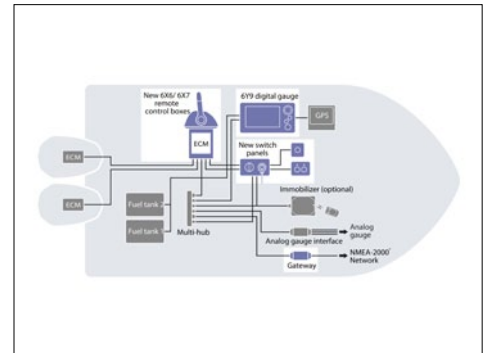 New 6X6/ 6X7
remote
control boxes
6Y9 digital gauge
GPS
ECM
New switch
panels
ECM
ECM
Fuel tank 2
Fuel tank 1
Multi-hub
Immobilizer (optional)
Analog gauge interface
Analog
gauge
Gateway
NMEA-2000*
Network